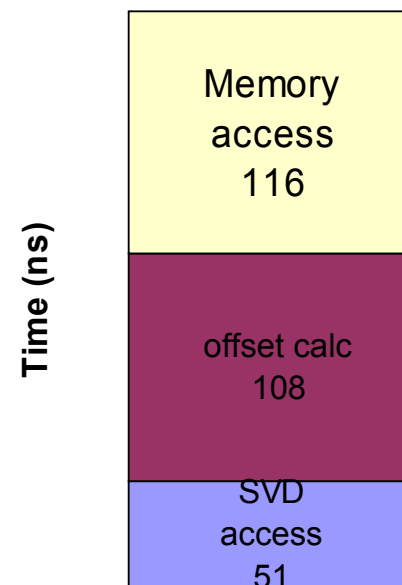 Time (ns)
Memory
access
116
offset calc
108
SVD
access
51